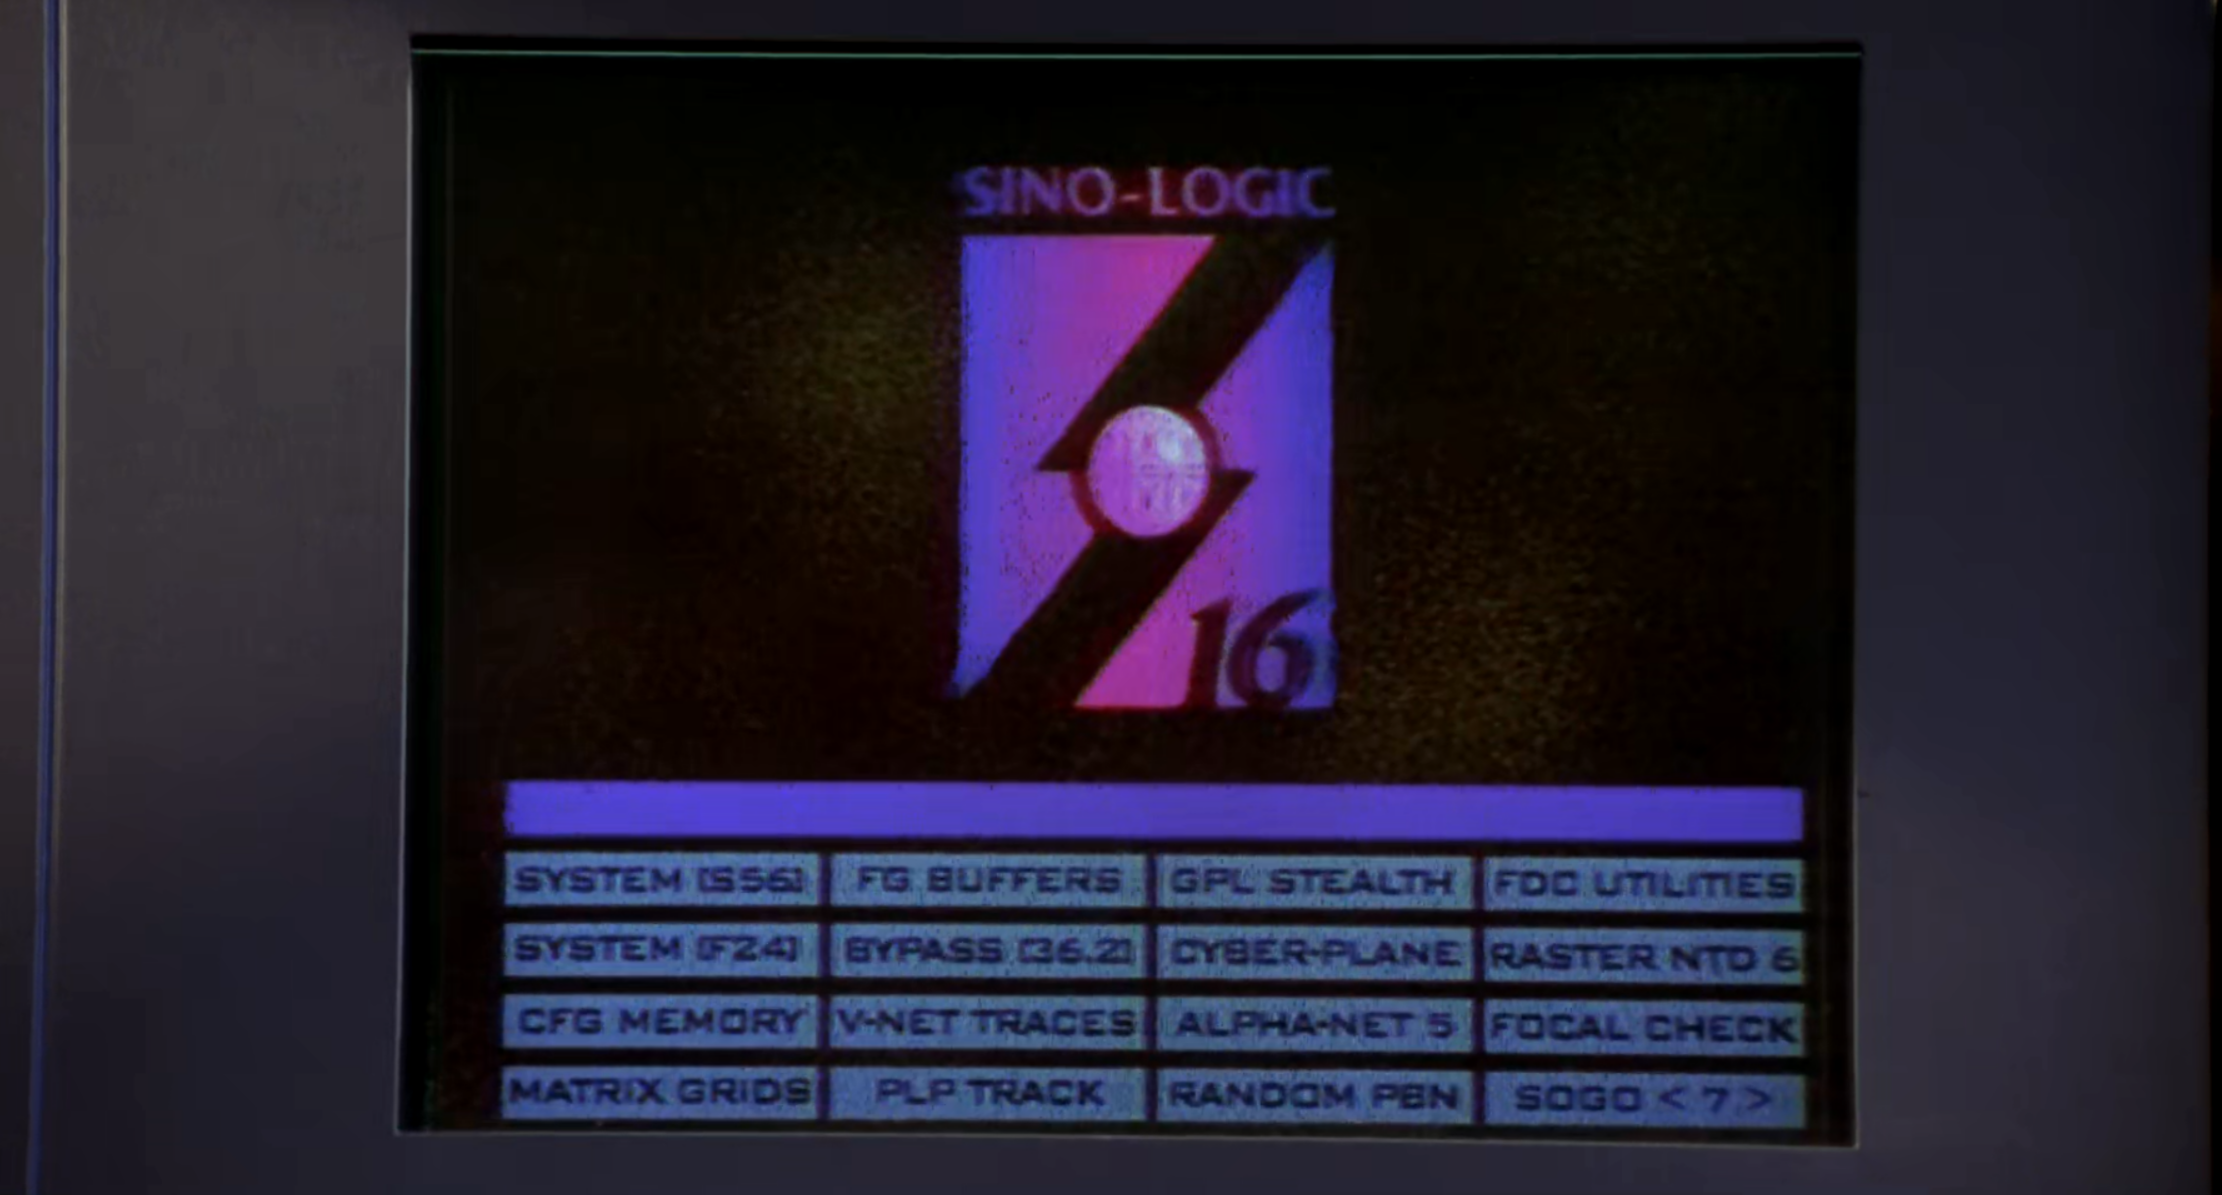 SINO-LOGIC
16
SYSTEM [S56] FG BUFFERS GPL STEALTH FDC UTILITIES
SYSTEM [F24] BYPASS [36.2] CYBER-PLANE RASTER NTD 6
CFG MEMORY V-NET TRACES ALPHA-NET 5 FOCAL CHECK
MATRIX GRIDS PLP TRACK RANDOM PBN SOGO < 7 >